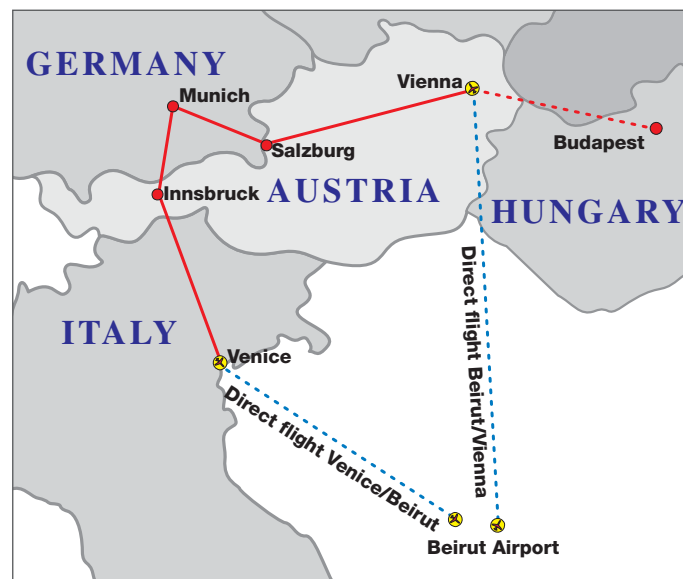 GERMANY
Munich
Vienna
Salzburg
Budapest
Innsbruck
AUSTRIA
HUNGARY
ITALY
Venice
Direct flight Beirut/Vienna
Direct flight Venice/Beirut
Beirut Airport